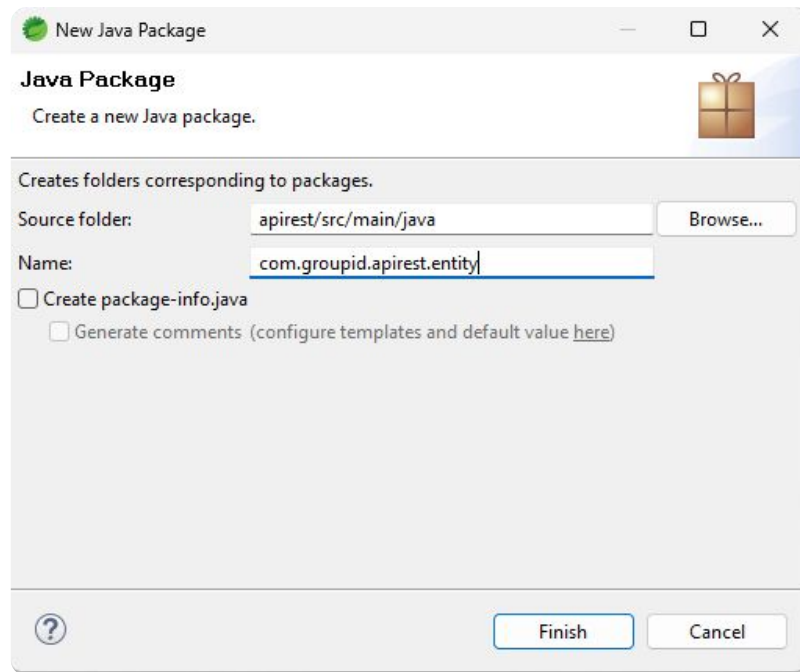 New Java Package
Java Package
Create a new Java package.
Creates folders corresponding to packages.
Source folder: apirest/src/main/java Browse...
Name: com.groupid.apirest.entity
Create package-info.java
Generate comments (configure templates and default value here)
? Finish Cancel